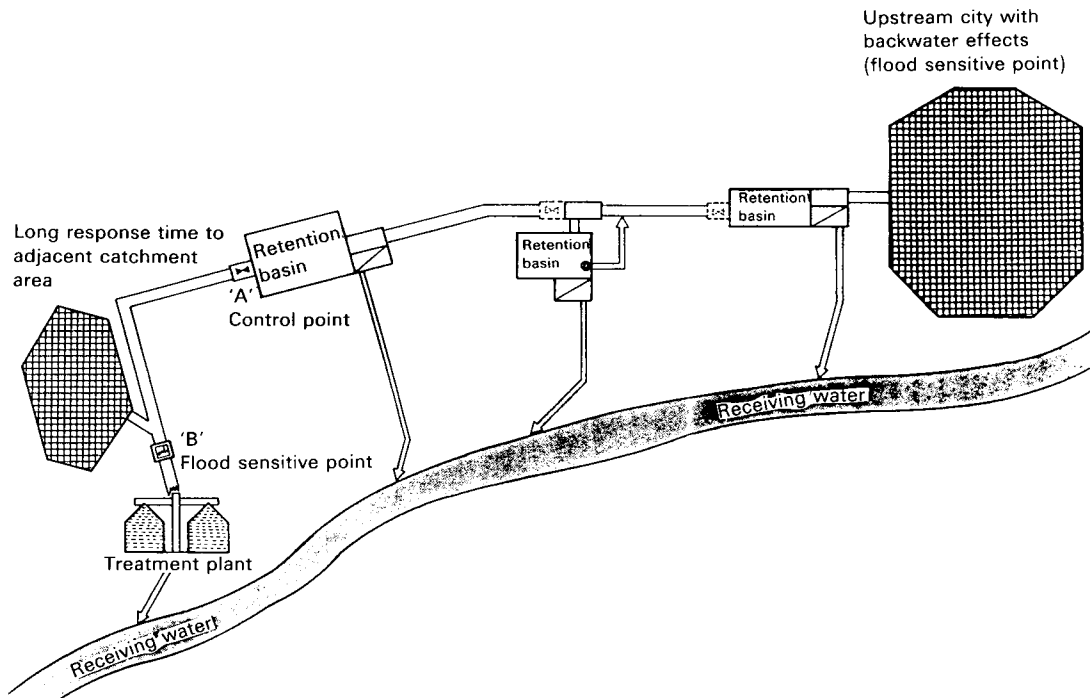 Upstream city with
backwater effects
(flood sensitive point)
Retention
basin
Retention
basin
Long response time to
adjacent catchment
area
Retention
basin
'A'
Control point
Receiving water
'B'
Flood sensitive point
Treatment plant
Receiving water